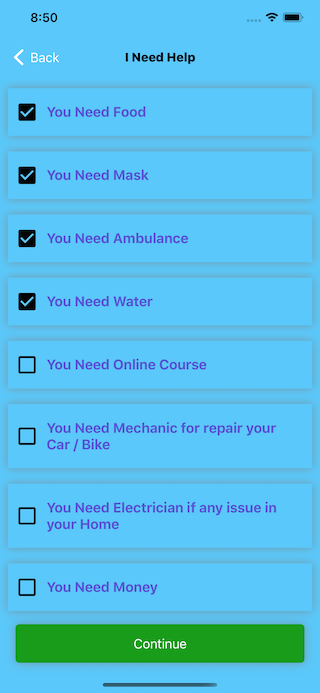 8:50
Back
I Need Help
You Need Food
You Need Mask
You Need Ambulance
You Need Water
You Need Online Course
You Need Mechanic for repair your
Car / Bike
You Need Electrician if any issue in
your Home
You Need Money
Continue